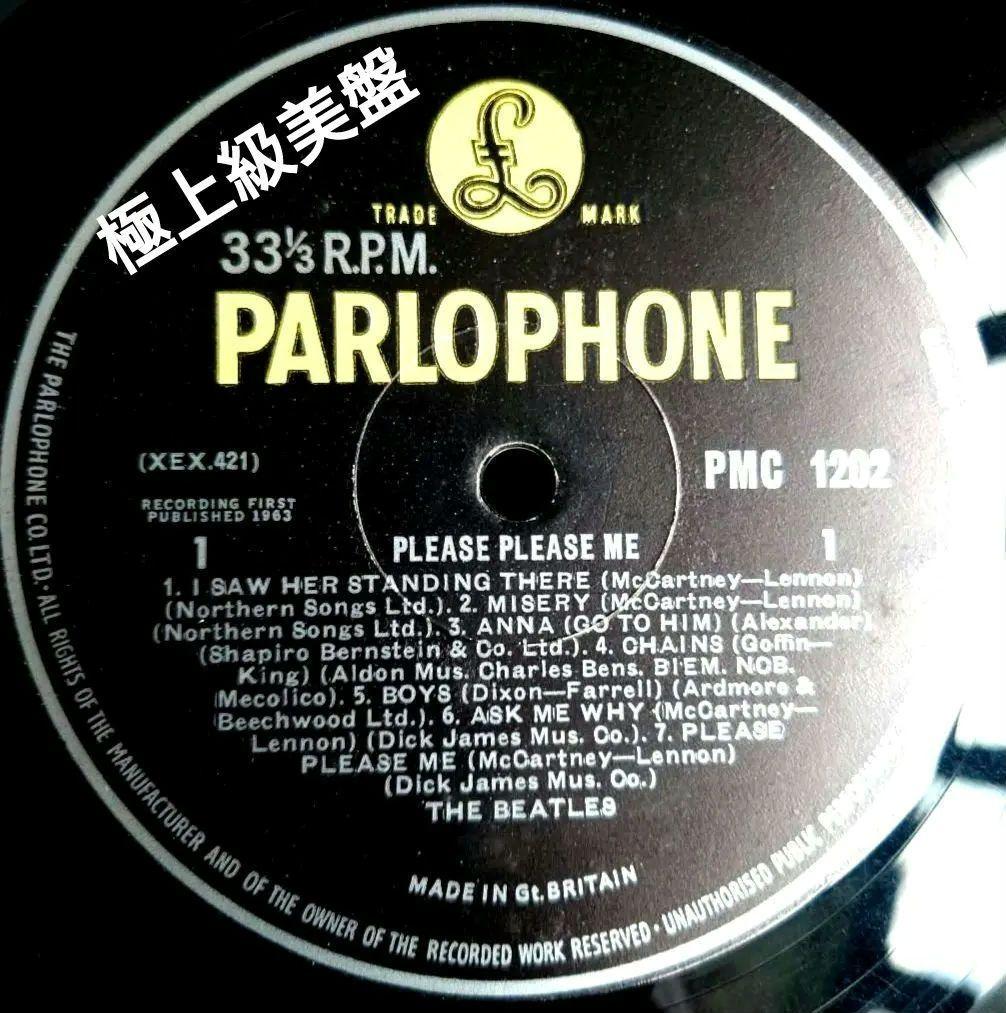 極上級美盤
£
TRADE MARK
33⅓ R.P.M.
PARLOPHONE
(XEX.421)
PMC 1202
RECORDING FIRST
PUBLISHED 1963
1
PLEASE PLEASE ME
1
1. I SAW HER STANDING THERE (McCartney—Lennon)
(Northern Songs Ltd.). 2. MISERY (McCartney—Lennon)
(Northern Songs Ltd.). 3. ANNA (GO TO HIM) (Alexander)
(Shapiro Bernstein & Co. Ltd.). 4. CHAINS (Goffin—
King) (Aldon Mus. Charles Bens. BIEM. NCB.
Mecolico). 5. BOYS (Dixon—Farrell) (Ardmore &
Beechwood Ltd.). 6. ASK ME WHY (McCartney—
Lennon) (Dick James Mus. Co.). 7. PLEASE
PLEASE ME (McCartney—Lennon)
(Dick James Mus. Co.)
THE BEATLES
MADE IN Gt. BRITAIN
THE PARLOPHONE CO. LTD. · ALL RIGHTS OF THE MANUFACTURER AND OF THE OWNER OF THE RECORDED WORK RESERVED · UNAUTHORISED PUBLIC